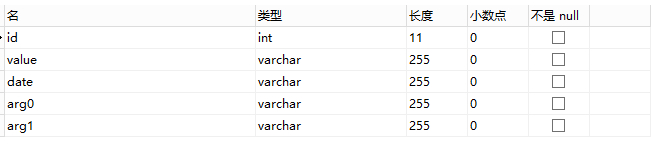 名 类型 长度 小数点 不是 null
id int 11 0
value varchar 255 0
date varchar 255 0
arg0 varchar 255 0
arg1 varchar 255 0